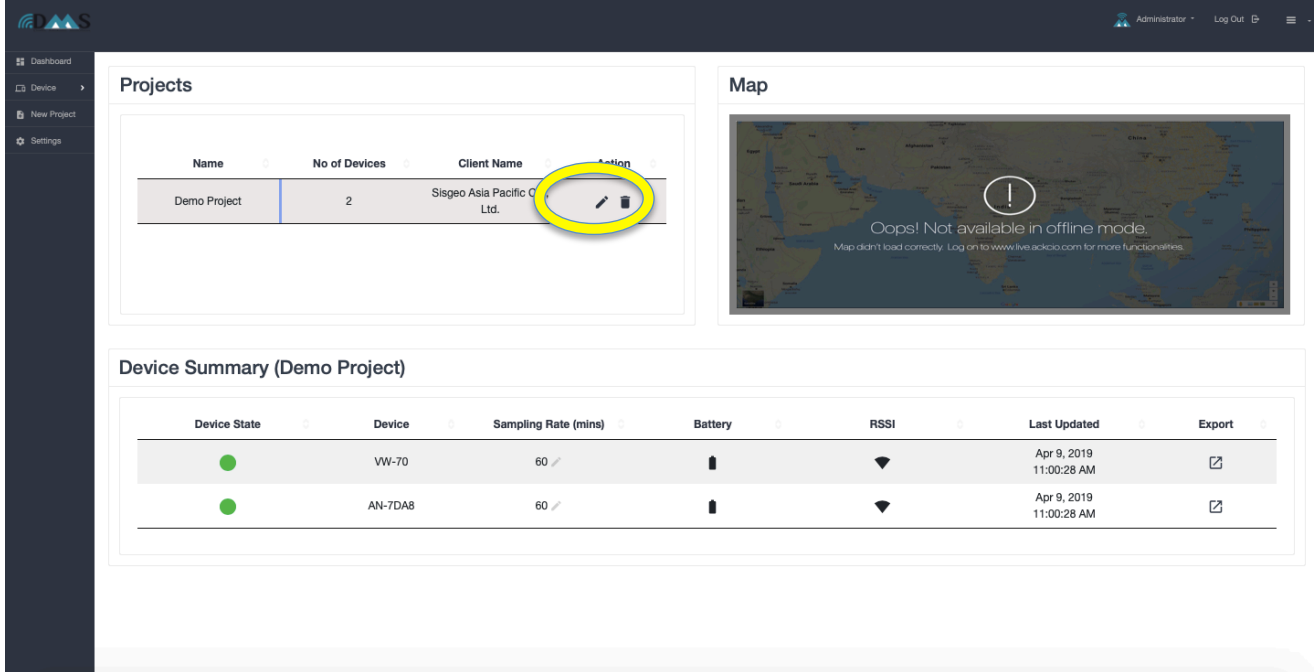 DMS
Administrator
Log Out
Dashboard
Device
New Project
Settings
Projects
Name No of Devices Client Name Action
Demo Project 2 Sisgeo Asia Pacific
Ltd.
Map
China
Oops! Not available in offline mode.
Map didn't load correctly. Log on to www.live.ackcio.com for more functionalities.
Device Summary (Demo Project)
Device State Device Sampling Rate (mins) Battery RSSI Last Updated Export
VW-70 60 Apr 9, 2019
11:00:28 AM
AN-7DA8 60 Apr 9, 2019
11:00:28 AM